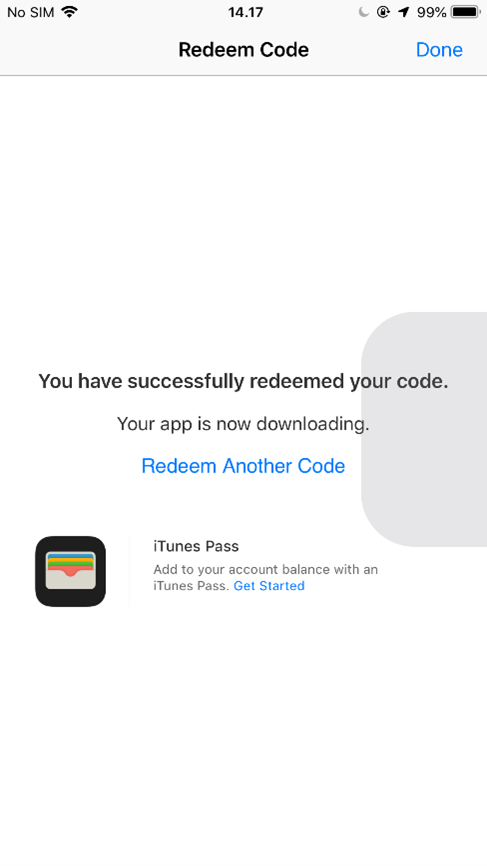 No SIM 14.17 99%
Redeem Code Done
You have successfully redeemed your code.
Your app is now downloading.
Redeem Another Code
iTunes Pass
Add to your account balance with an
iTunes Pass. Get Started